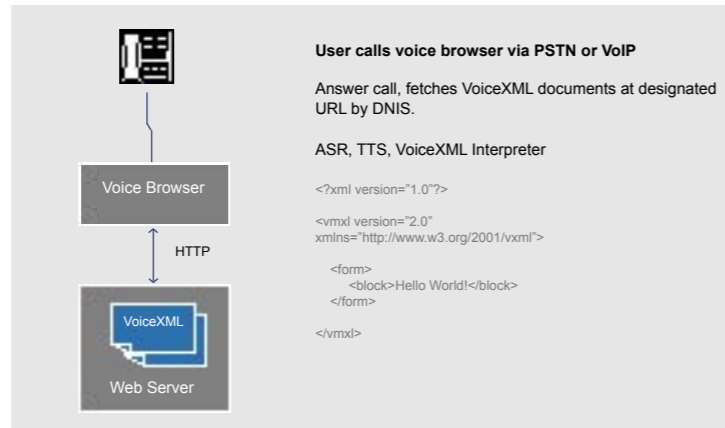 User calls voice browser via PSTN or VoIP
Answer call, fetches VoiceXML documents at designated
URL by DNIS.
ASR, TTS, VoiceXML Interpreter
<?xml version="1.0"?>
<vmxl version="2.0"
xmlns="http://www.w3.org/2001/vxml">
<form>
<block>Hello World!</block>
</form>
</vmxl>
Voice Browser
HTTP
VoiceXML
Web Server